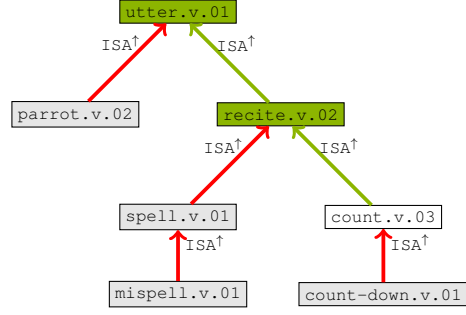 utter.v.01
ISA↑ ISA↑
parrot.v.02 recite.v.02
ISA↑ ISA↑
spell.v.01 count.v.03
ISA↑ ISA↑
mispell.v.01 count-down.v.01